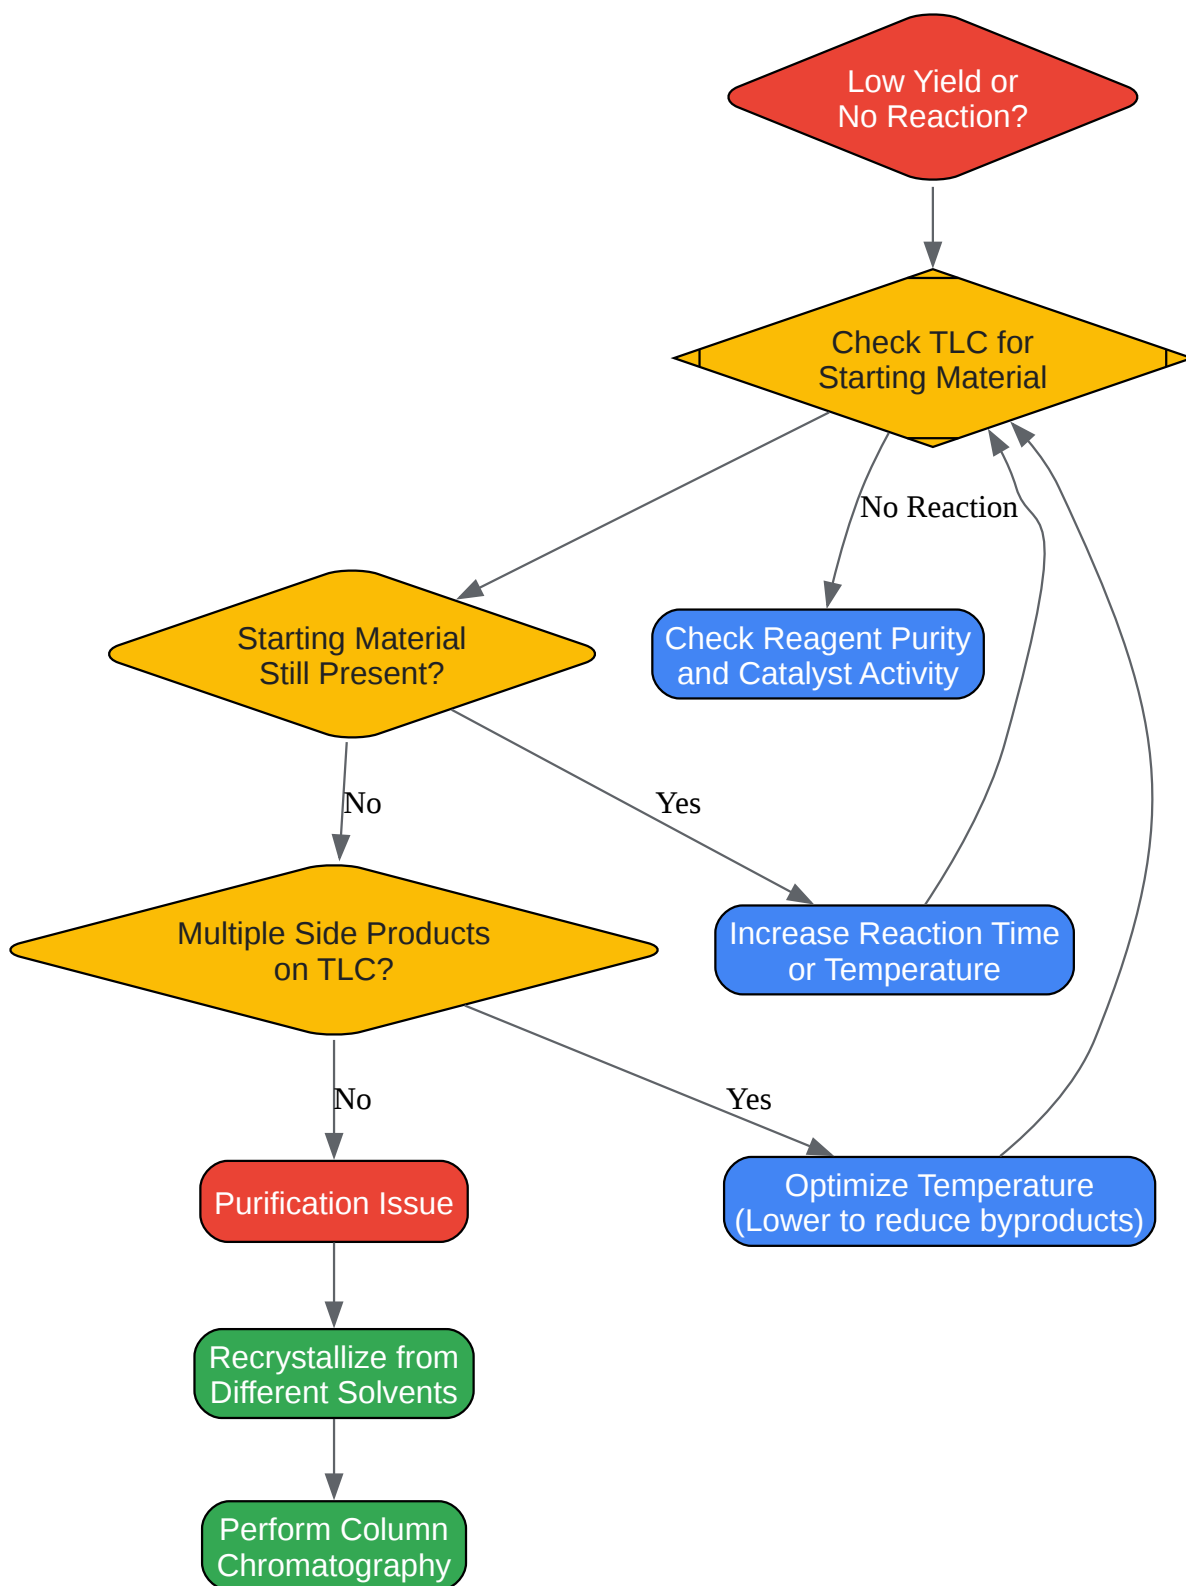 Low Yield or
No Reaction?
Check TLC for
Starting Material
No Reaction
Starting Material
Still Present?
Check Reagent Purity
and Catalyst Activity
No
Yes
Multiple Side Products
on TLC?
Increase Reaction Time
or Temperature
No
Yes
Purification Issue
Optimize Temperature
(Lower to reduce byproducts)
Recrystallize from
Different Solvents
Perform Column
Chromatography